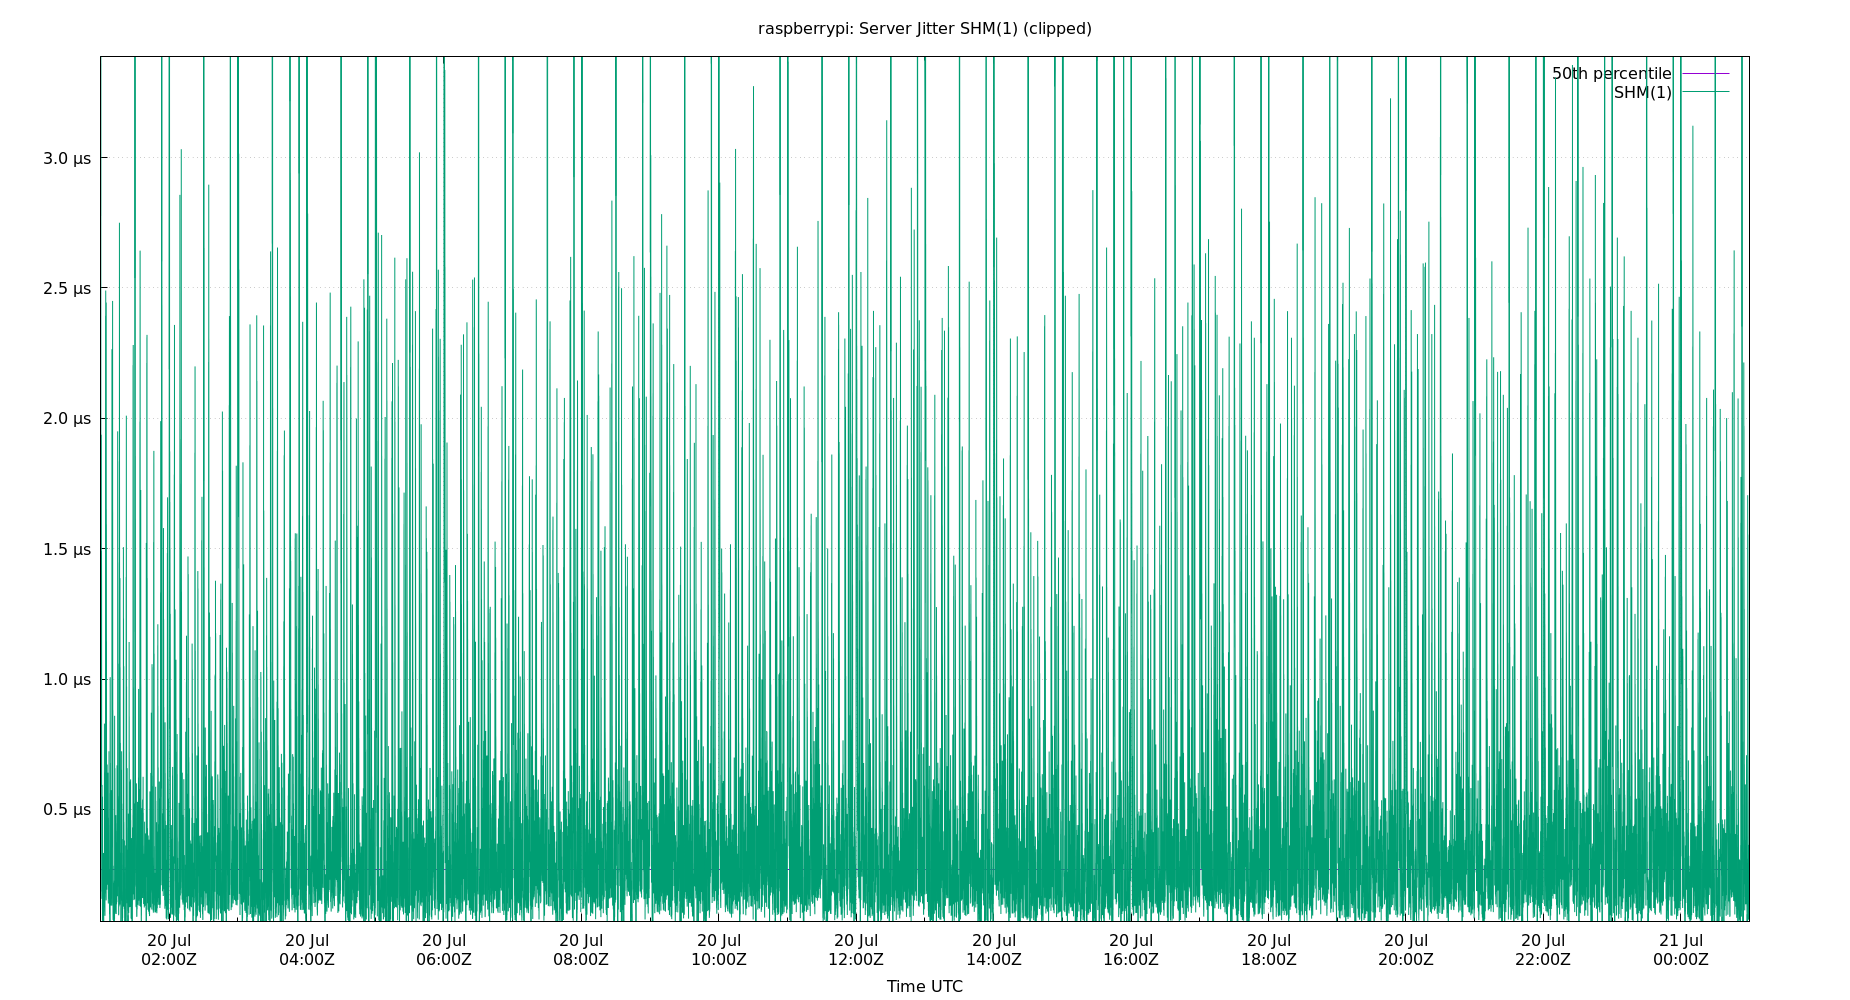 raspberrypi: Server Jitter SHM(1) (clipped)
50th percentile
SHM(1)
3.0 µs
2.5 µs
2.0 µs
1.5 µs
1.0 µs
0.5 µs
20 Jul 20 Jul 20 Jul 20 Jul 20 Jul 20 Jul 20 Jul 20 Jul 20 Jul 20 Jul 20 Jul 21 Jul
02:00Z 04:00Z 06:00Z 08:00Z 10:00Z 12:00Z 14:00Z 16:00Z 18:00Z 20:00Z 22:00Z 00:00Z
Time UTC